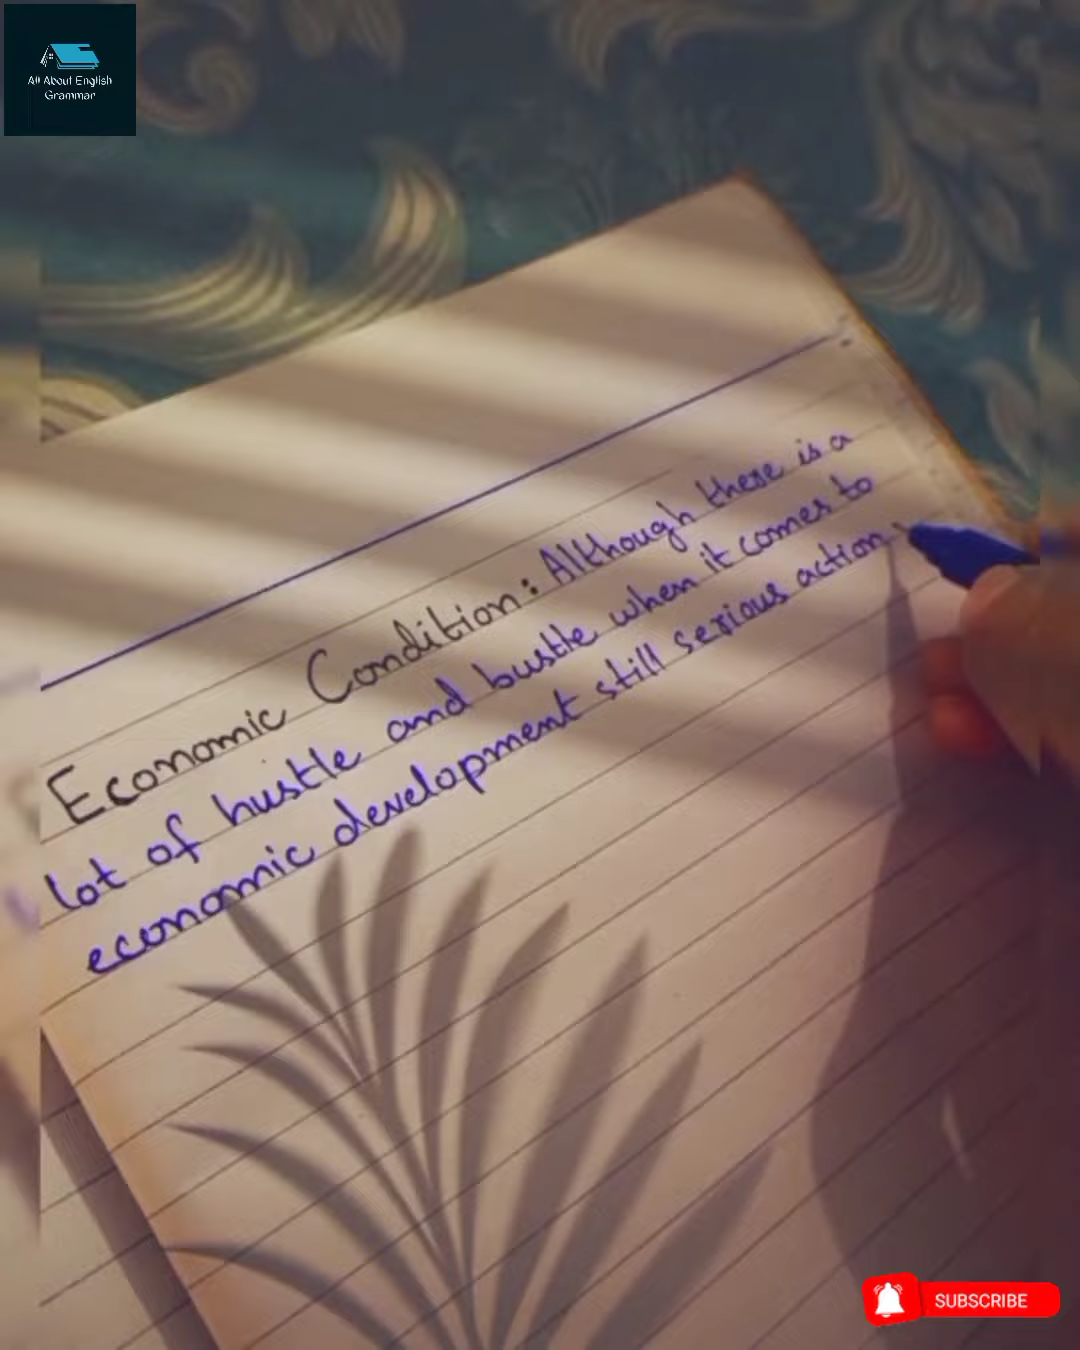 All About English
Grammar
Economic Condition: Although there is a
lot of hustle and bustle when it comes to
economic development still serious action.
SUBSCRIBE